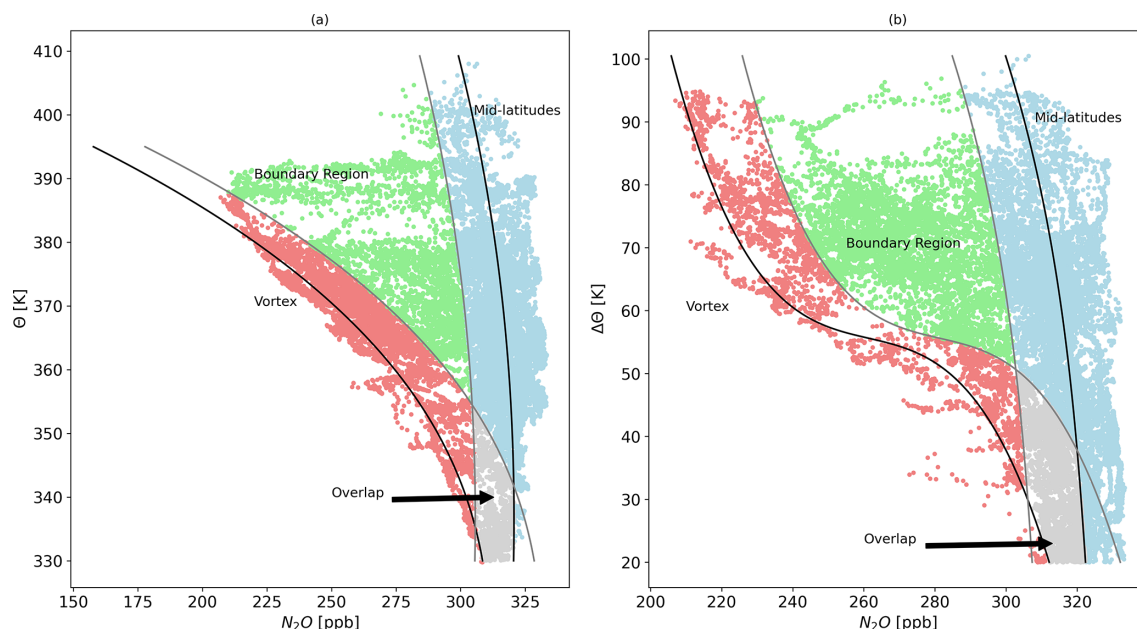 (a)
410
400
390
380
370
360
350
340
330
Θ [K]
Mid-latitudes
Boundary Region
Vortex
Overlap
150
175
200
225
250
275
300
325
N₂O [ppb]
(b)
100
90
80
70
60
50
40
30
20
ΔΘ [K]
Mid-latitudes
Boundary Region
Vortex
Overlap
200
220
240
260
280
300
320
N₂O [ppb]